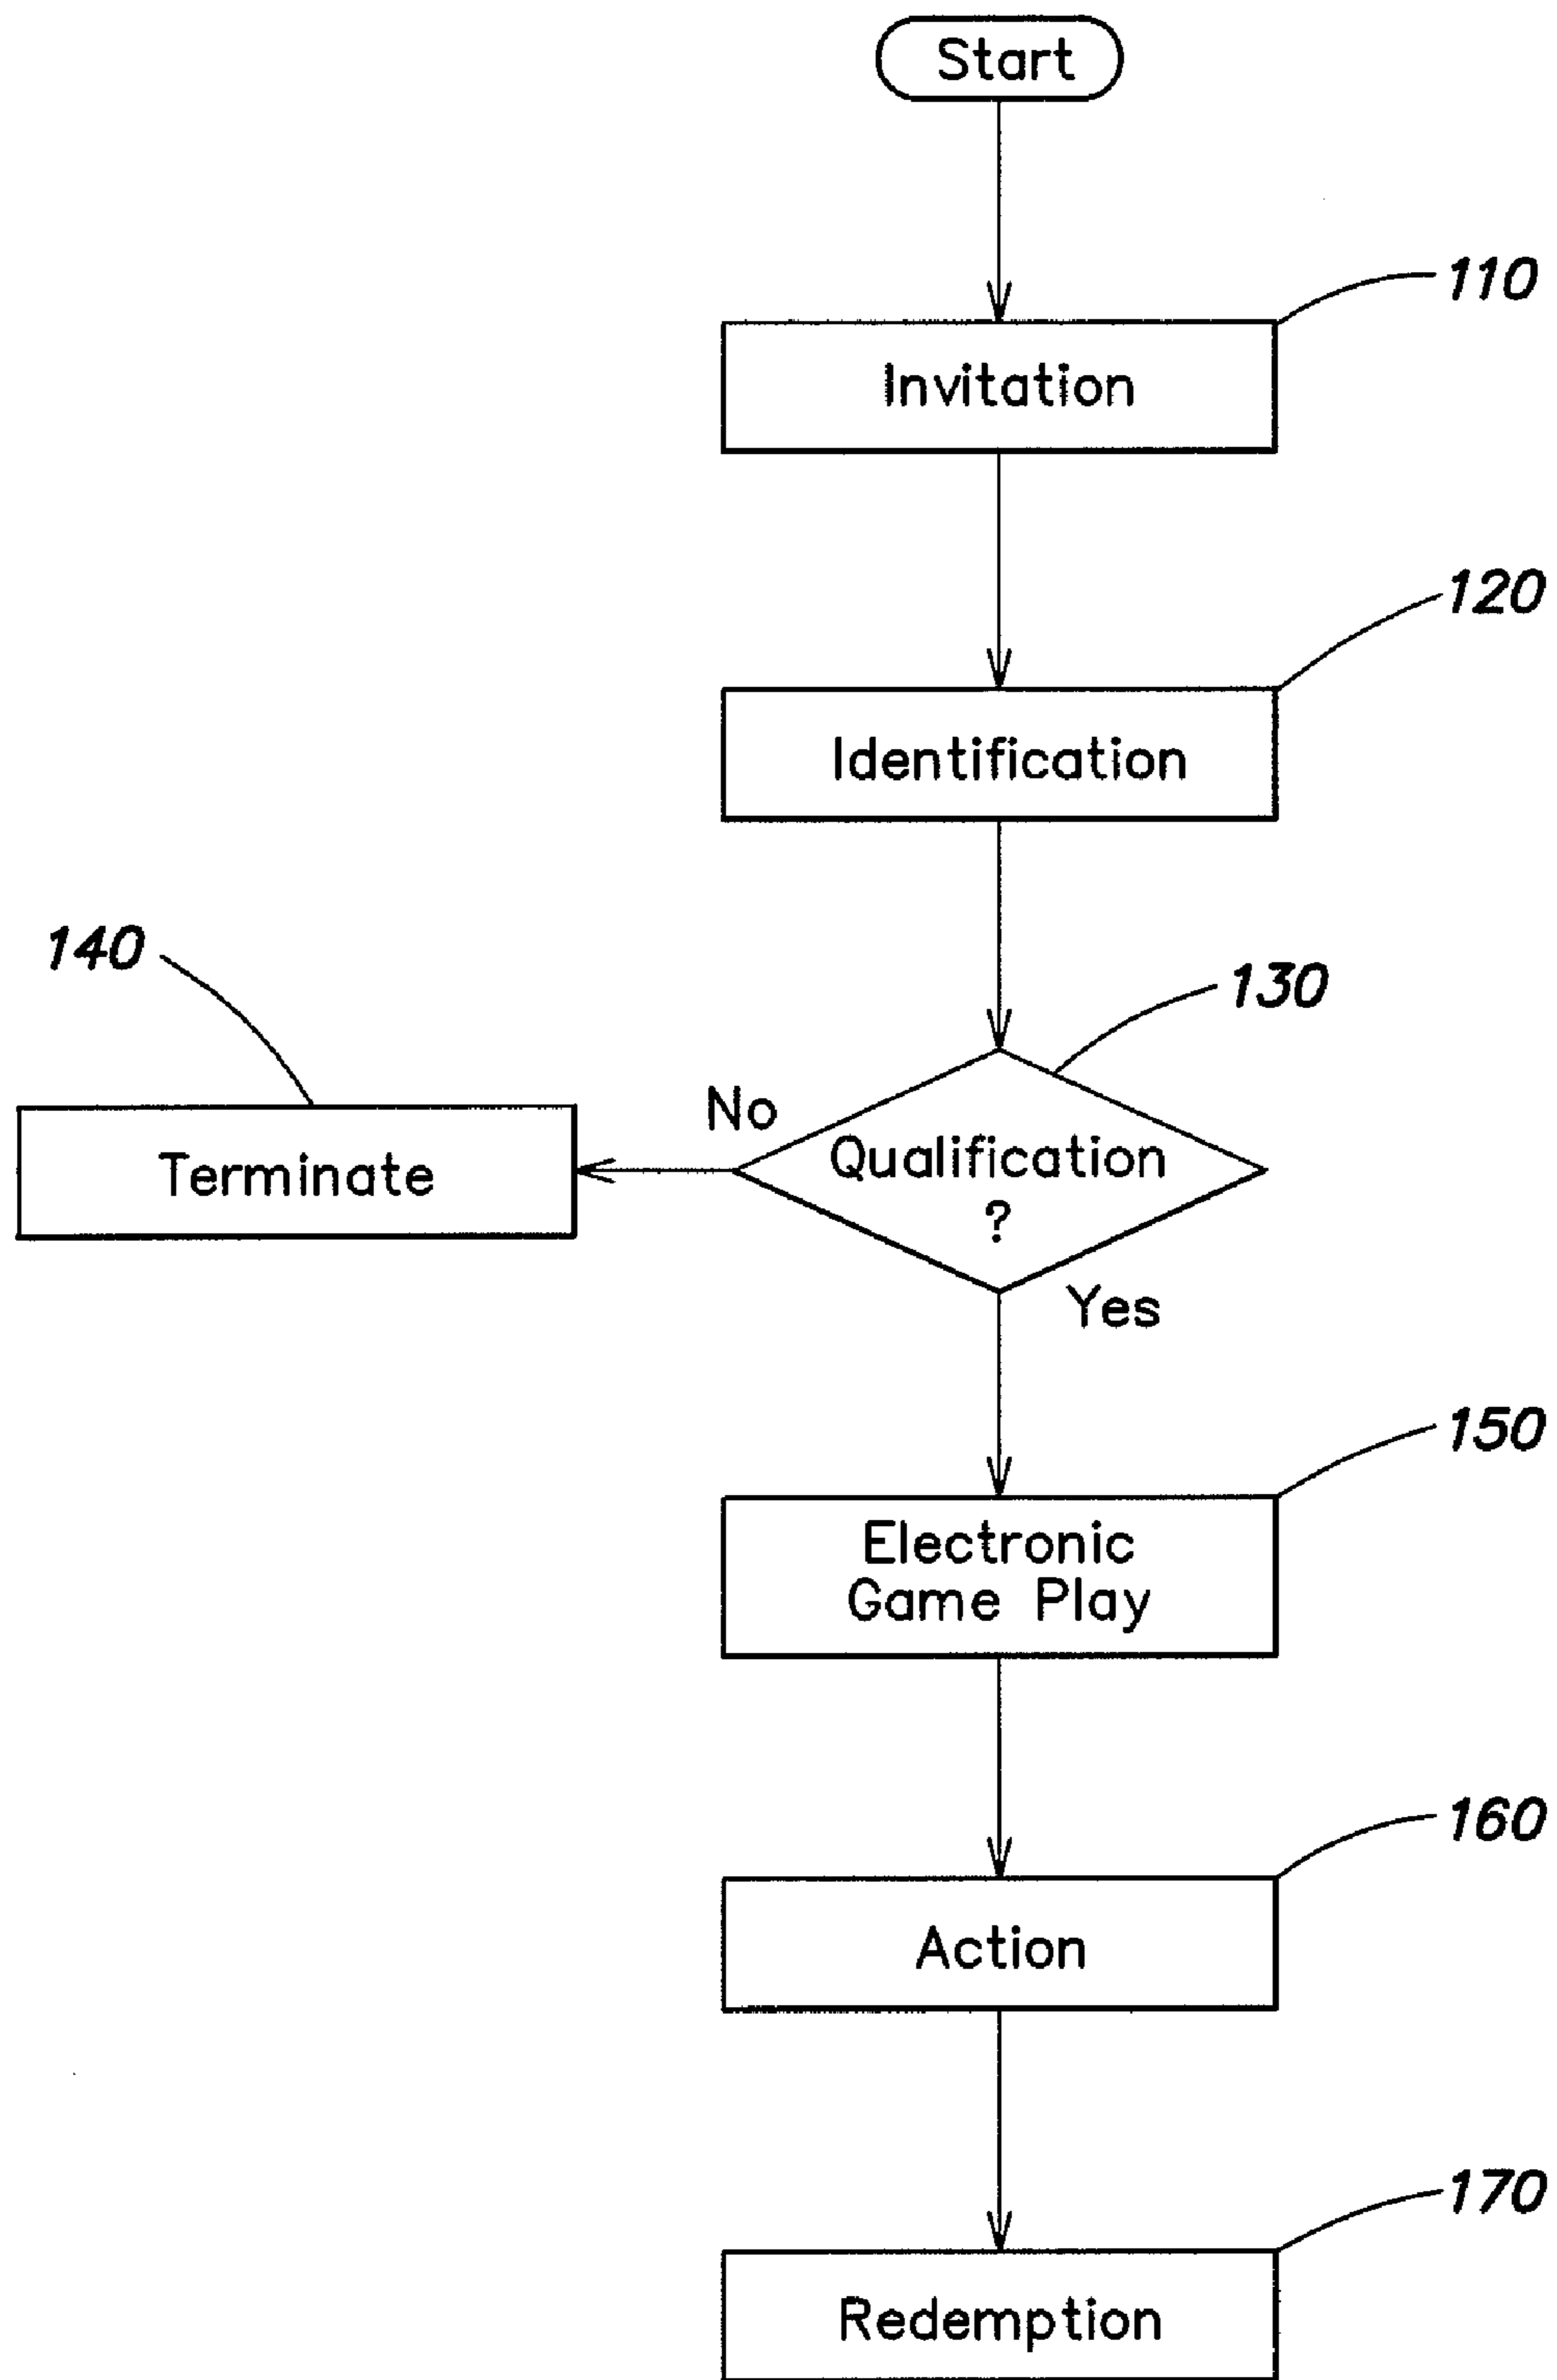 Start
110
Invitation
120
Identification
140
130
No
Qualification
?
Terminate
Yes
150
Electronic
Game Play
160
Action
170
Redemption